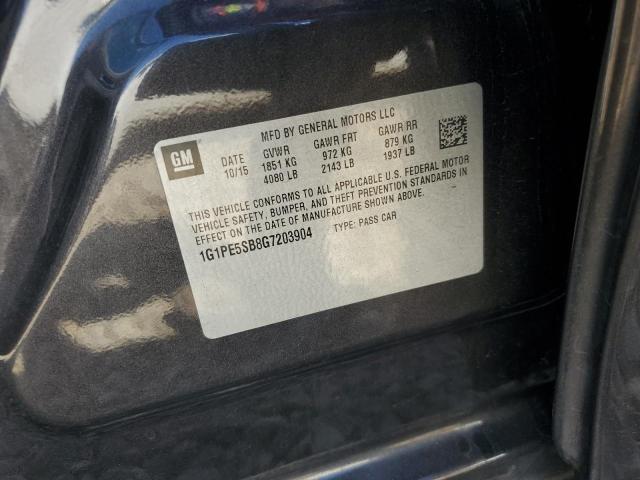 MFD BY GENERAL MOTORS LLC
GM
DATE GVWR GAWR FRT GAWR RR
10/15 1851 KG 972 KG 879 KG
4080 LB 2143 LB 1937 LB
THIS VEHICLE CONFORMS TO ALL APPLICABLE U.S. FEDERAL MOTOR
VEHICLE SAFETY, BUMPER, AND THEFT PREVENTION STANDARDS IN
EFFECT ON THE DATE OF MANUFACTURE SHOWN ABOVE.
1G1PE5SB8G7203904 TYPE: PASS CAR